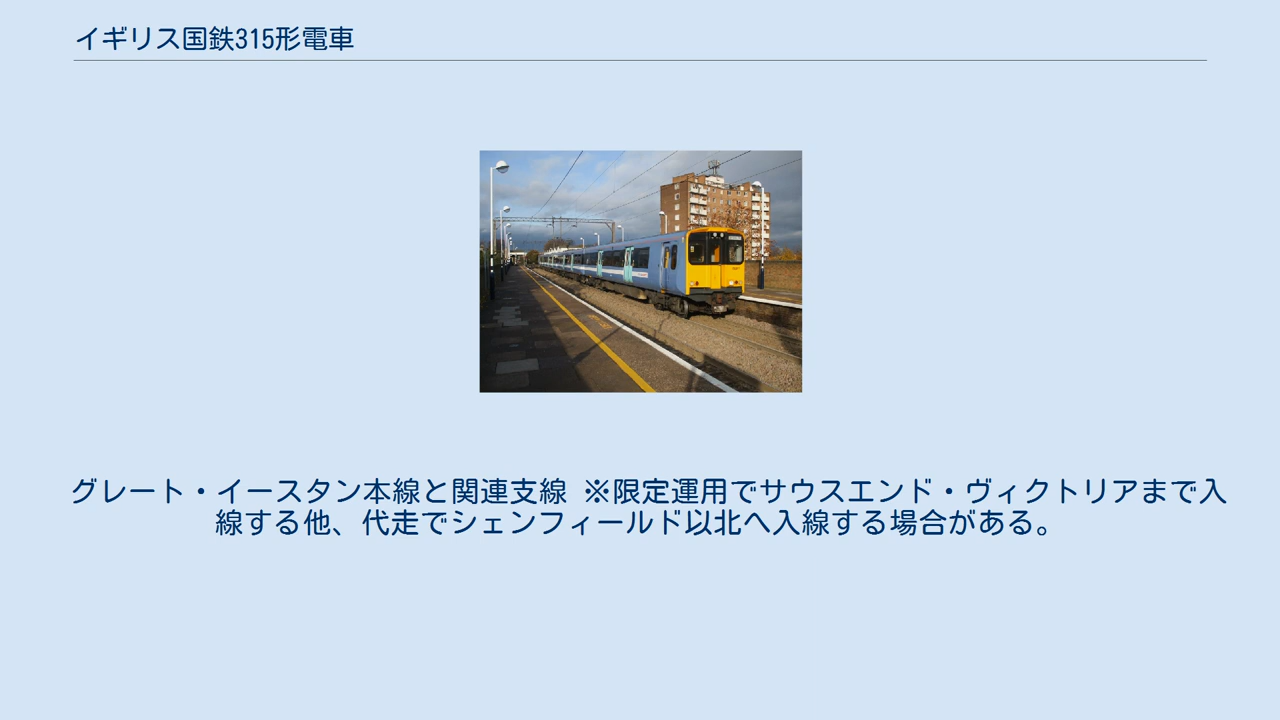 イギリス国鉄315形電車
グレート・イースタン本線と関連支線 ※限定運用でサウスエンド・ヴィクトリアまで入
線する他、代走でシェンフィールド以北へ入線する場合がある。